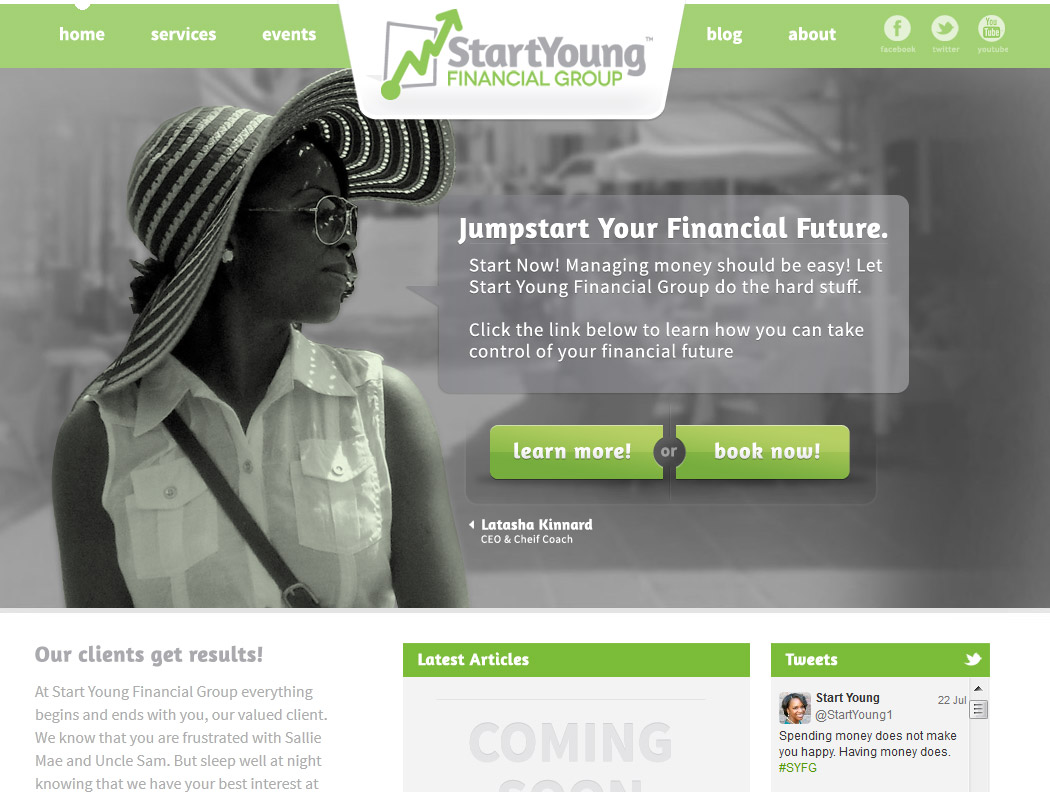 home
services
events
StartYoung™
FINANCIAL GROUP
blog
about
facebook
twitter
You
Tube
youtube
Jumpstart Your Financial Future.
Start Now! Managing money should be easy! Let
Start Young Financial Group do the hard stuff.
Click the link below to learn how you can take
control of your financial future
learn more!
or
book now!
Latasha Kinnard
CEO & Cheif Coach
Our clients get results!
At Start Young Financial Group everything
begins and ends with you, our valued client.
We know that you are frustrated with Sallie
Mae and Uncle Sam. But sleep well at night
knowing that we have your best interest at
Latest Articles
COMING
SOON
Tweets
Start Young
22 Jul
@StartYoung1
Spending money does not make
you happy. Having money does.
#SYFG